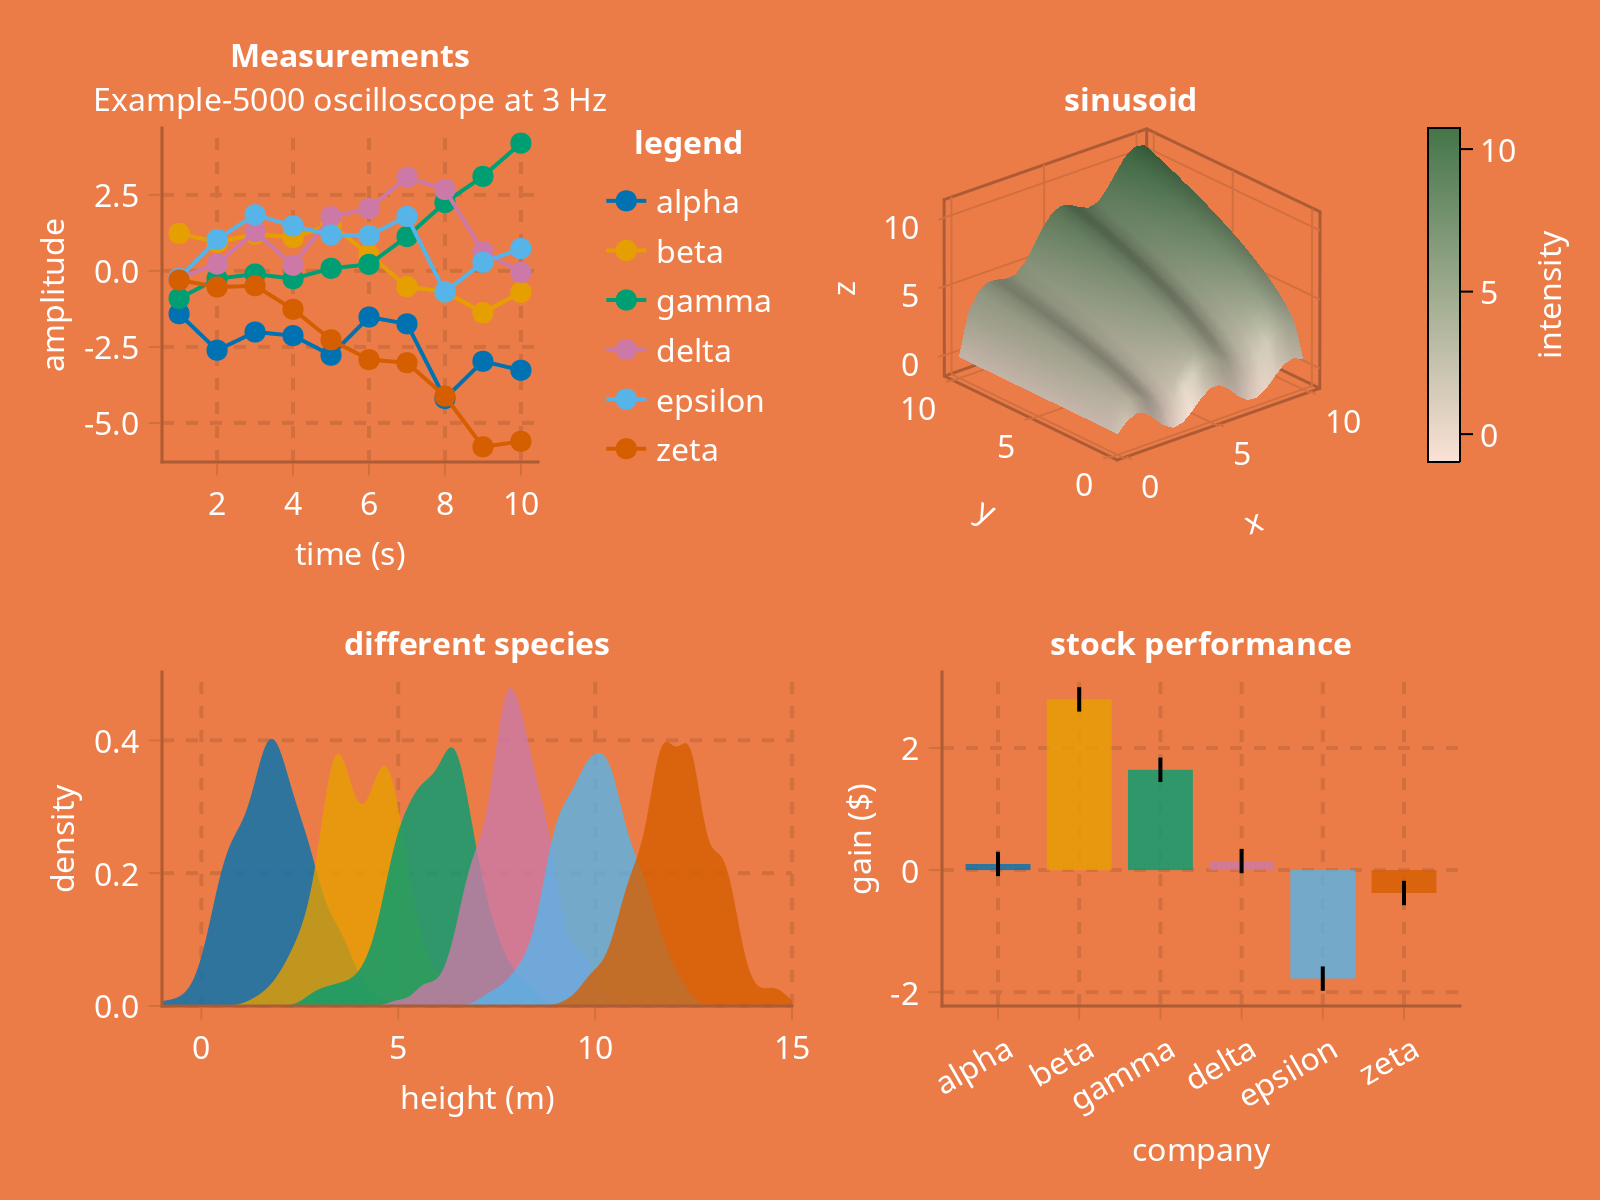 Measurements
Example-5000 oscilloscope at 3 Hz
amplitude
2.5
0.0
-2.5
-5.0
2 4 6 8 10
time (s)
legend
alpha
beta
gamma
delta
epsilon
zeta
sinusoid
z
10
5
0
10
5
0
y
0
5
10
x
10
5
0
intensity
different species
density
0.4
0.2
0.0
0 5 10 15
height (m)
stock performance
gain ($)
2
0
-2
alpha beta gamma delta epsilon zeta
company